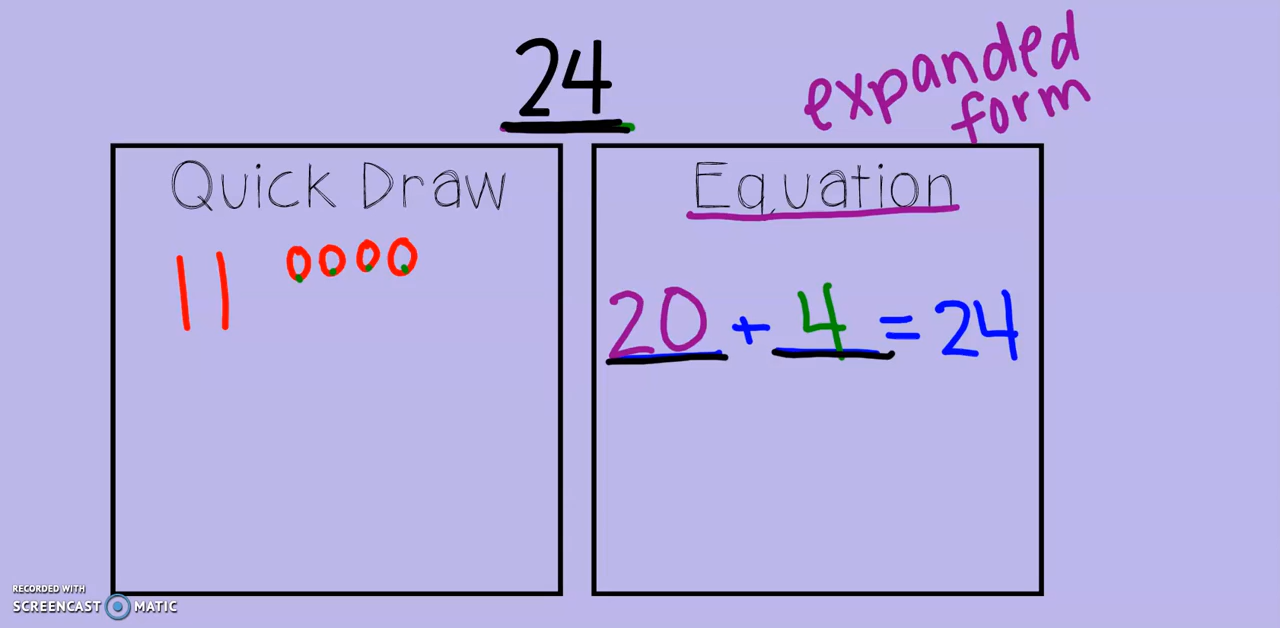 24
expanded
form
Quick Draw
Equation
20 + 4 = 24
RECORDED WITH
SCREENCAST MATIC